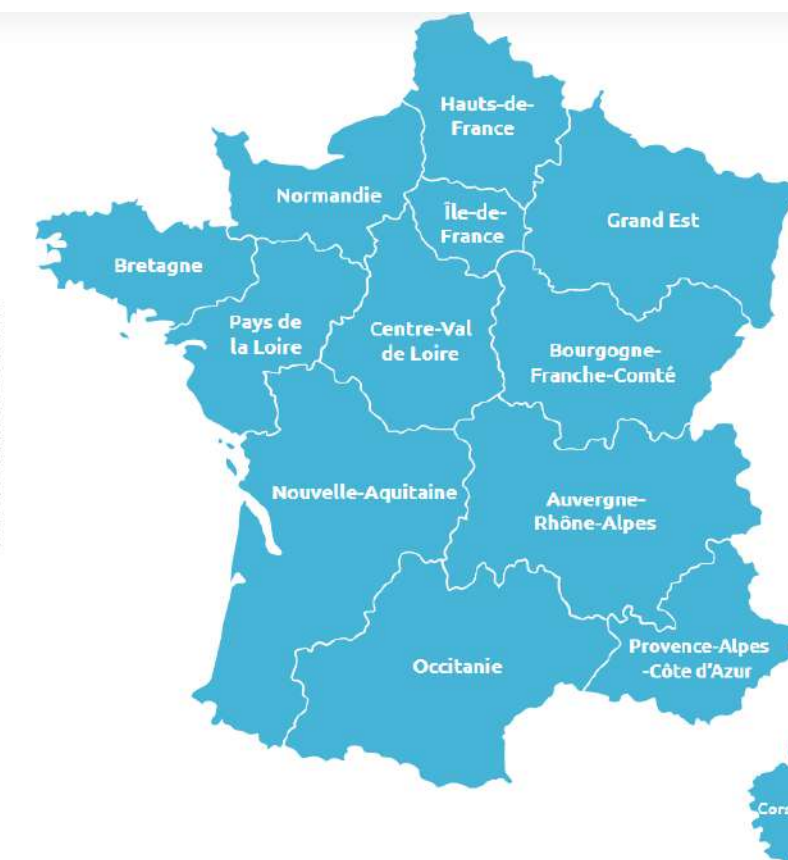 Hauts-de-
France
Normandie
Île-de-
France
Grand Est
Bretagne
Pays de
la Loire
Centre-Val
de Loire
Bourgogne-
Franche-Comté
Nouvelle-Aquitaine
Auvergne-
Rhône-Alpes
Occitanie
Provence-Alpes
-Côte d'Azur
Cors